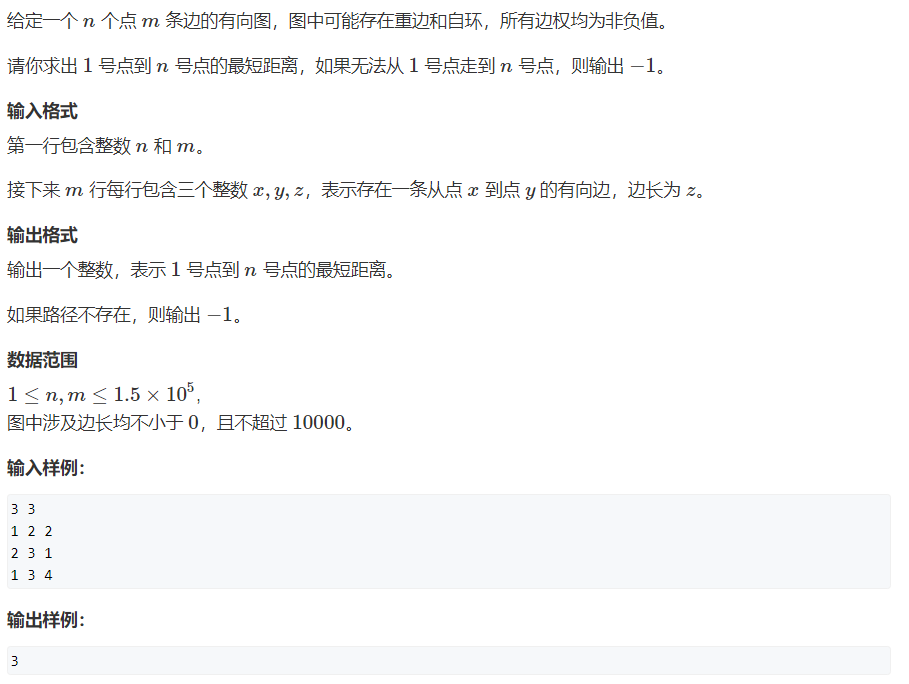 给定一个 n 个点 m 条边的有向图，图中可能存在重边和自环，所有边权均为非负值。
请你求出 1 号点到 n 号点的最短距离，如果无法从 1 号点走到 n 号点，则输出 −1。
输入格式
第一行包含整数 n 和 m。
接下来 m 行每行包含三个整数 x, y, z，表示存在一条从点 x 到点 y 的有向边，边长为 z。
输出格式
输出一个整数，表示 1 号点到 n 号点的最短距离。
如果路径不存在，则输出 −1。
数据范围
1 ≤ n, m ≤ 1.5 × 10⁵,
图中涉及边长均不小于 0，且不超过 10000。
输入样例：
3 3
1 2 2
2 3 1
1 3 4
输出样例：
3